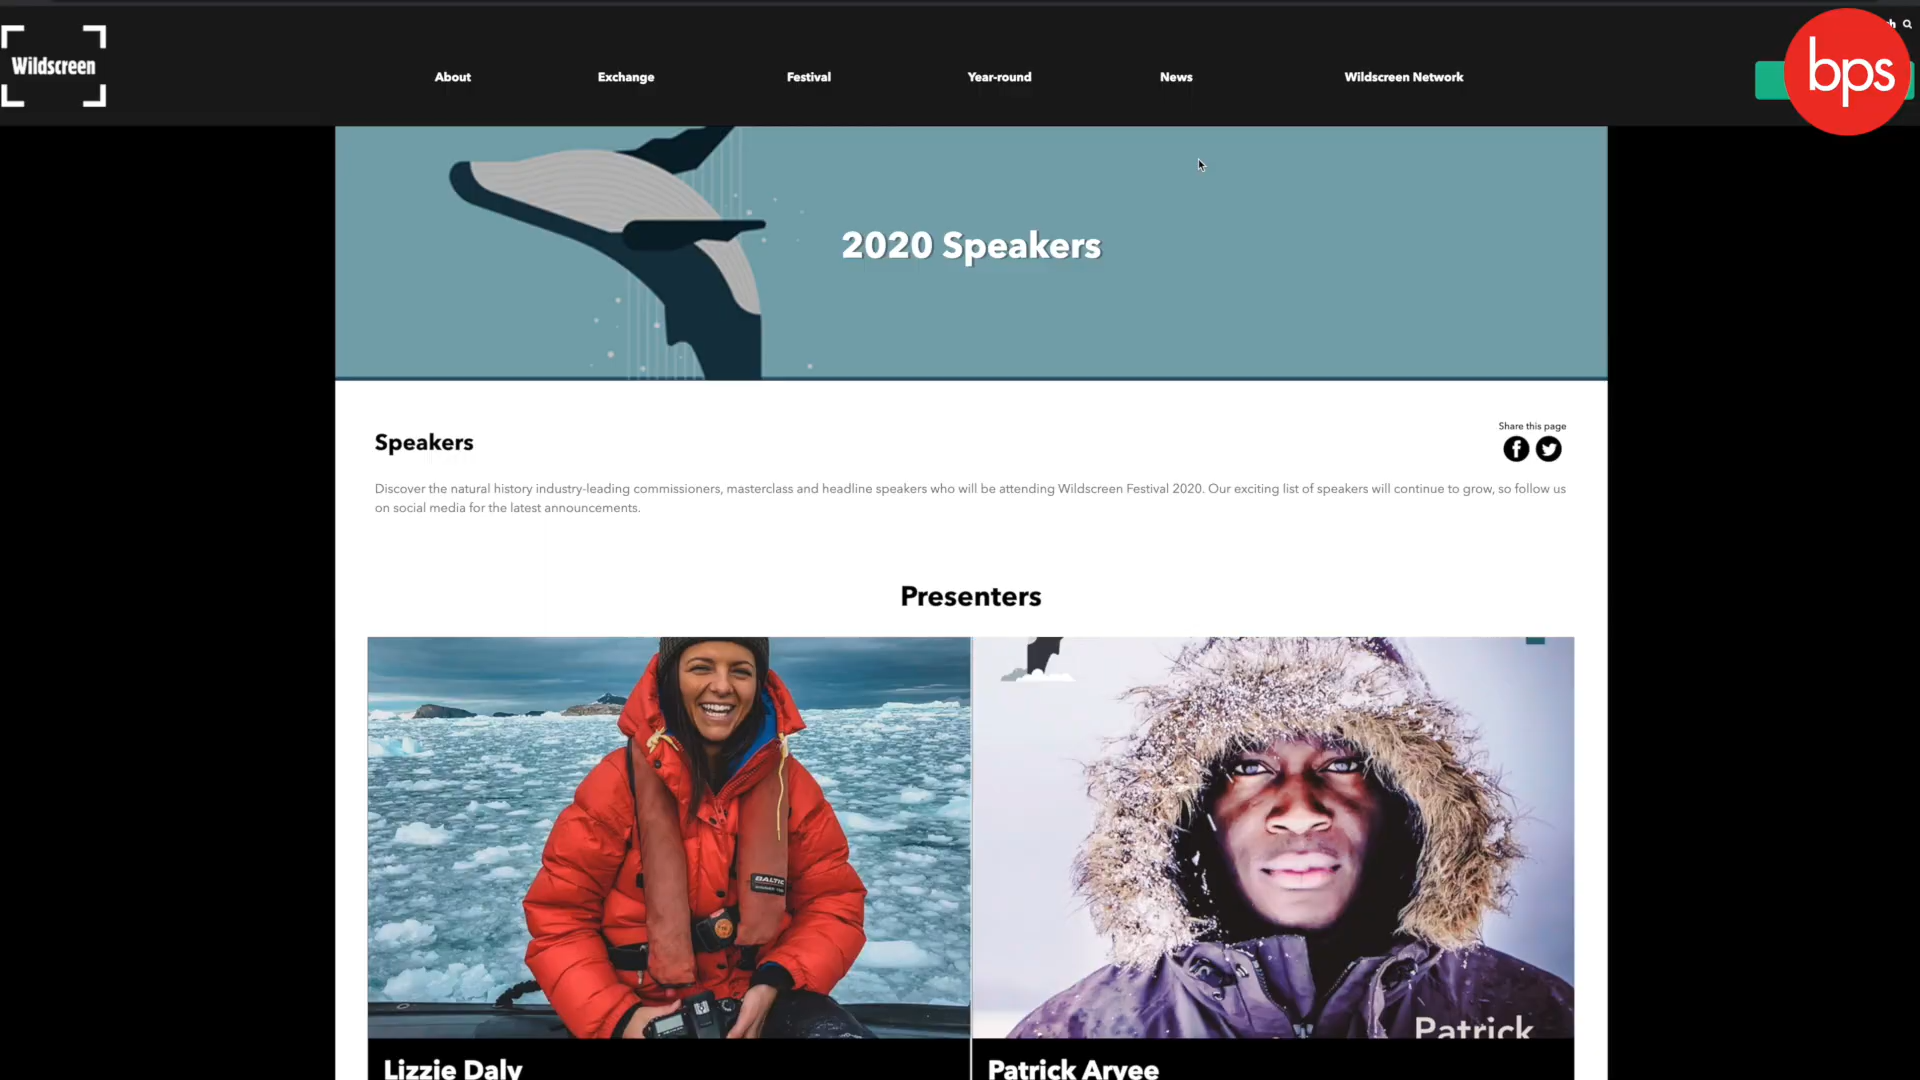 Wildscreen
About
Exchange
Festival
Year-round
News
Wildscreen Network
bps
2020 Speakers
Speakers
Share this page
Discover the natural history industry-leading commissioners, masterclass and headline speakers who will be attending Wildscreen Festival 2020. Our exciting list of speakers will continue to grow, so follow us
on social media for the latest announcements.
Presenters
BALTIC
Patrick
Lizzie Daly
Patrick Aryee